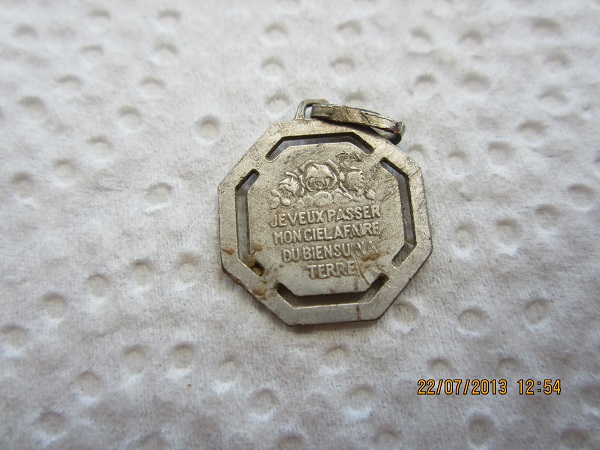 JE VEUX PASSER
MON CIEL A FAIRE
DU BIEN SUR LA
TERRE
22/07/2013 12:54